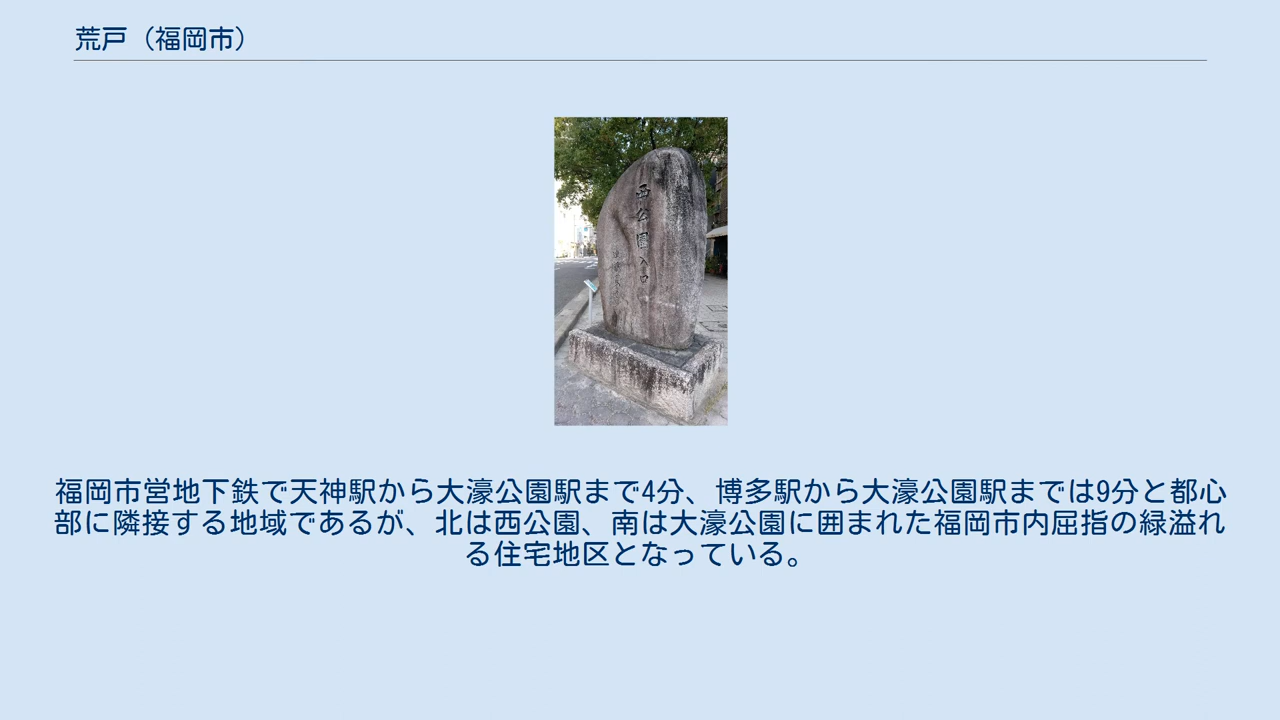 荒戸（福岡市）
西公園入口
福岡市営地下鉄で天神駅から大濠公園駅まで4分、博多駅から大濠公園駅までは9分と都心
部に隣接する地域であるが、北は西公園、南は大濠公園に囲まれた福岡市内屈指の緑溢れ
る住宅地区となっている。